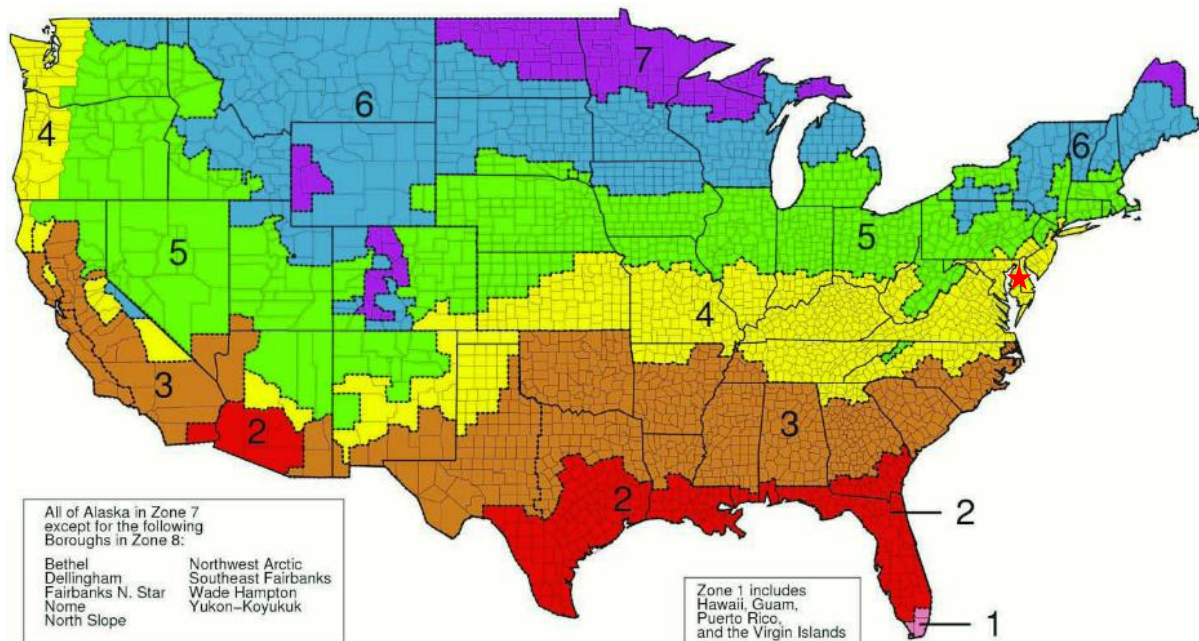 7
6
4
6
5
5
4
3
3
2
2
2
1
All of Alaska in Zone 7
except for the following
Boroughs in Zone 8:
Bethel Northwest Arctic
Dellingham Southeast Fairbanks
Fairbanks N. Star Wade Hampton
Nome Yukon-Koyukuk
North Slope
Zone 1 includes
Hawaii, Guam,
Puerto Rico,
and the Virgin Islands